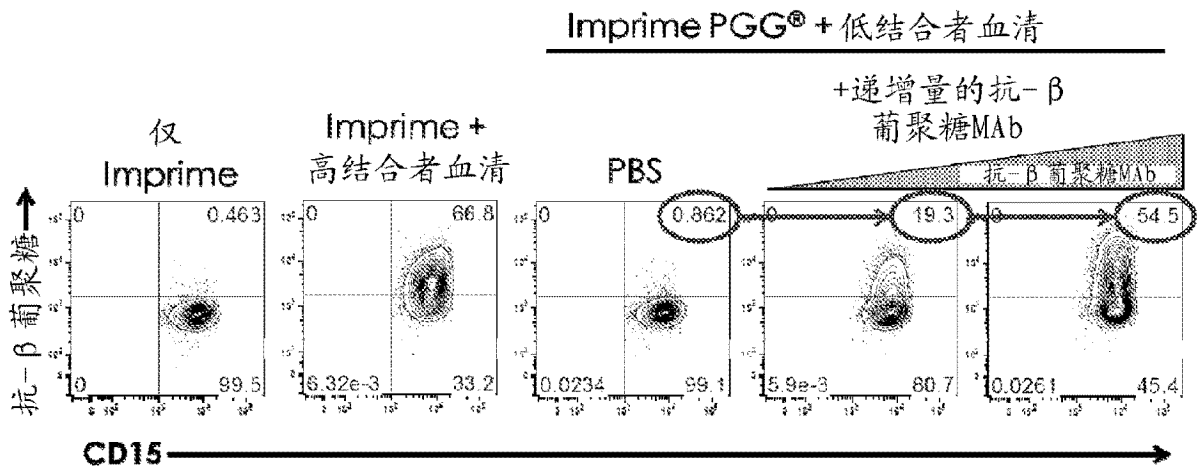 Imprime PGG® + 低结合者血清
+递增量的抗-β
葡聚糖MAb
抗-β 葡聚糖MAb
仅
Imprime
Imprime +
高结合者血清
PBS
抗-β 葡聚糖
0 0.463
0 99.5
0 66.8
6.32e-3 33.2
0 0.862
0.0234 99.1
0 19.3
5.9e-3 80.7
0 54.5
0.0261 45.4
CD15